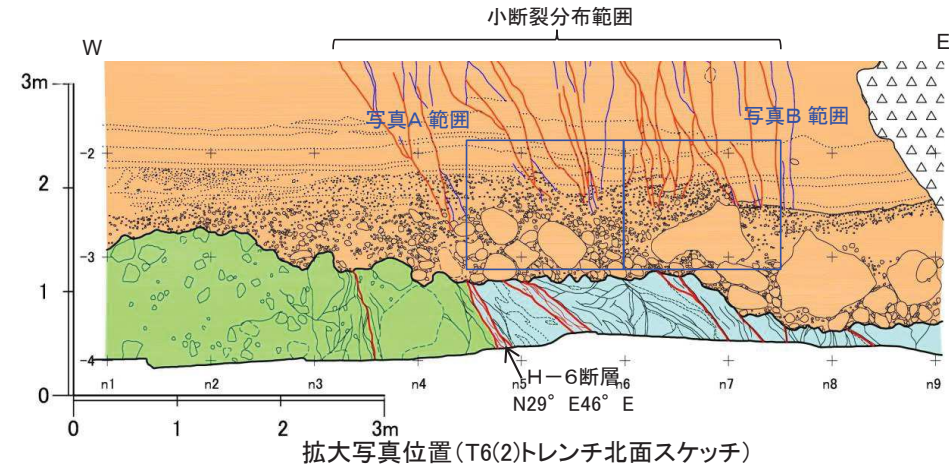 小断裂分布範囲
W
E
3m
写真A 範囲
写真B 範囲
-2
2
-3
1
-4
n1 n2 n3 n4 n5 n6 n7 n8 n9
H-6断層
N29°E46°E
0
0 1 2 3m
拡大写真位置(T6(2)トレンチ北面スケッチ)